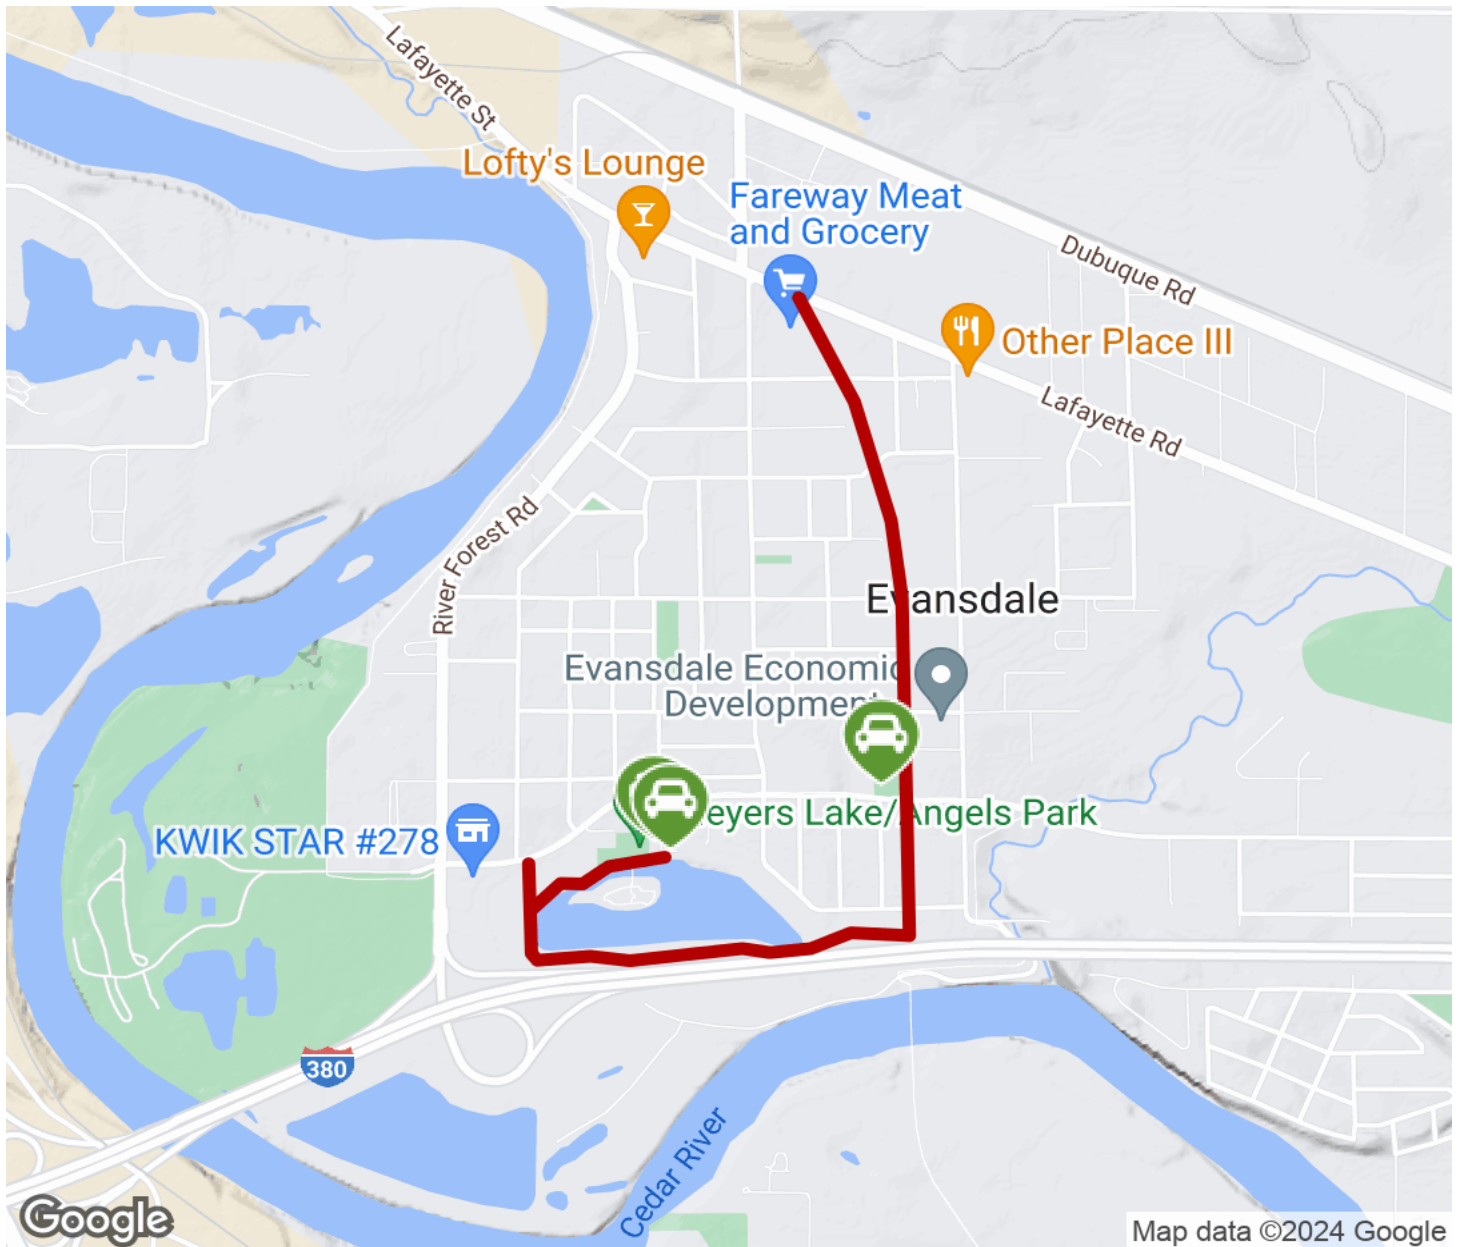 Lafayette St
Lofty's Lounge
Fareway Meat
and Grocery
Dubuque Rd
Other Place III
Lafayette Rd
River Forest Rd
Evansdale
Evansdale Economic
Development
eyers Lake/Angels Park
KWIK STAR #278
380
Cedar River
Google
Map data ©2024 Google